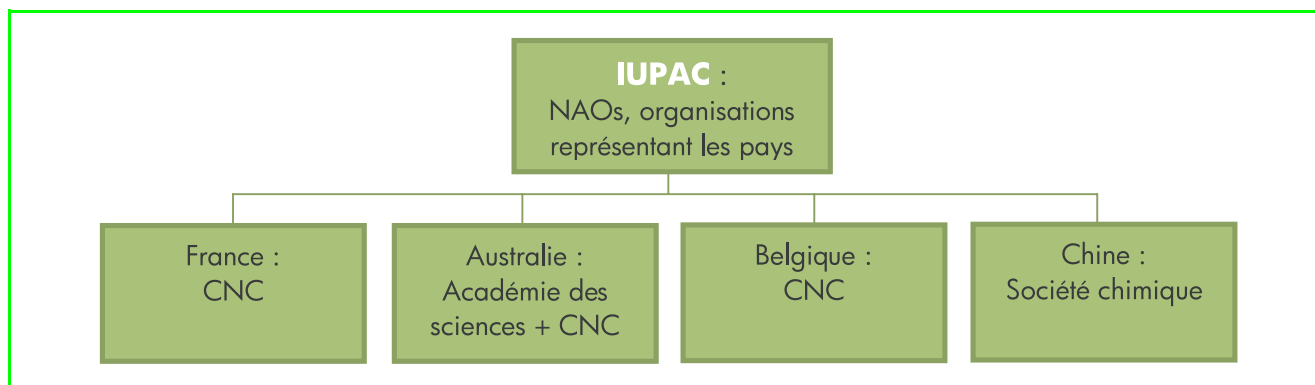 IUPAC :
NAOs, organisations
représentant les pays
France :
CNC
Australie :
Académie des
sciences + CNC
Belgique :
CNC
Chine :
Société chimique